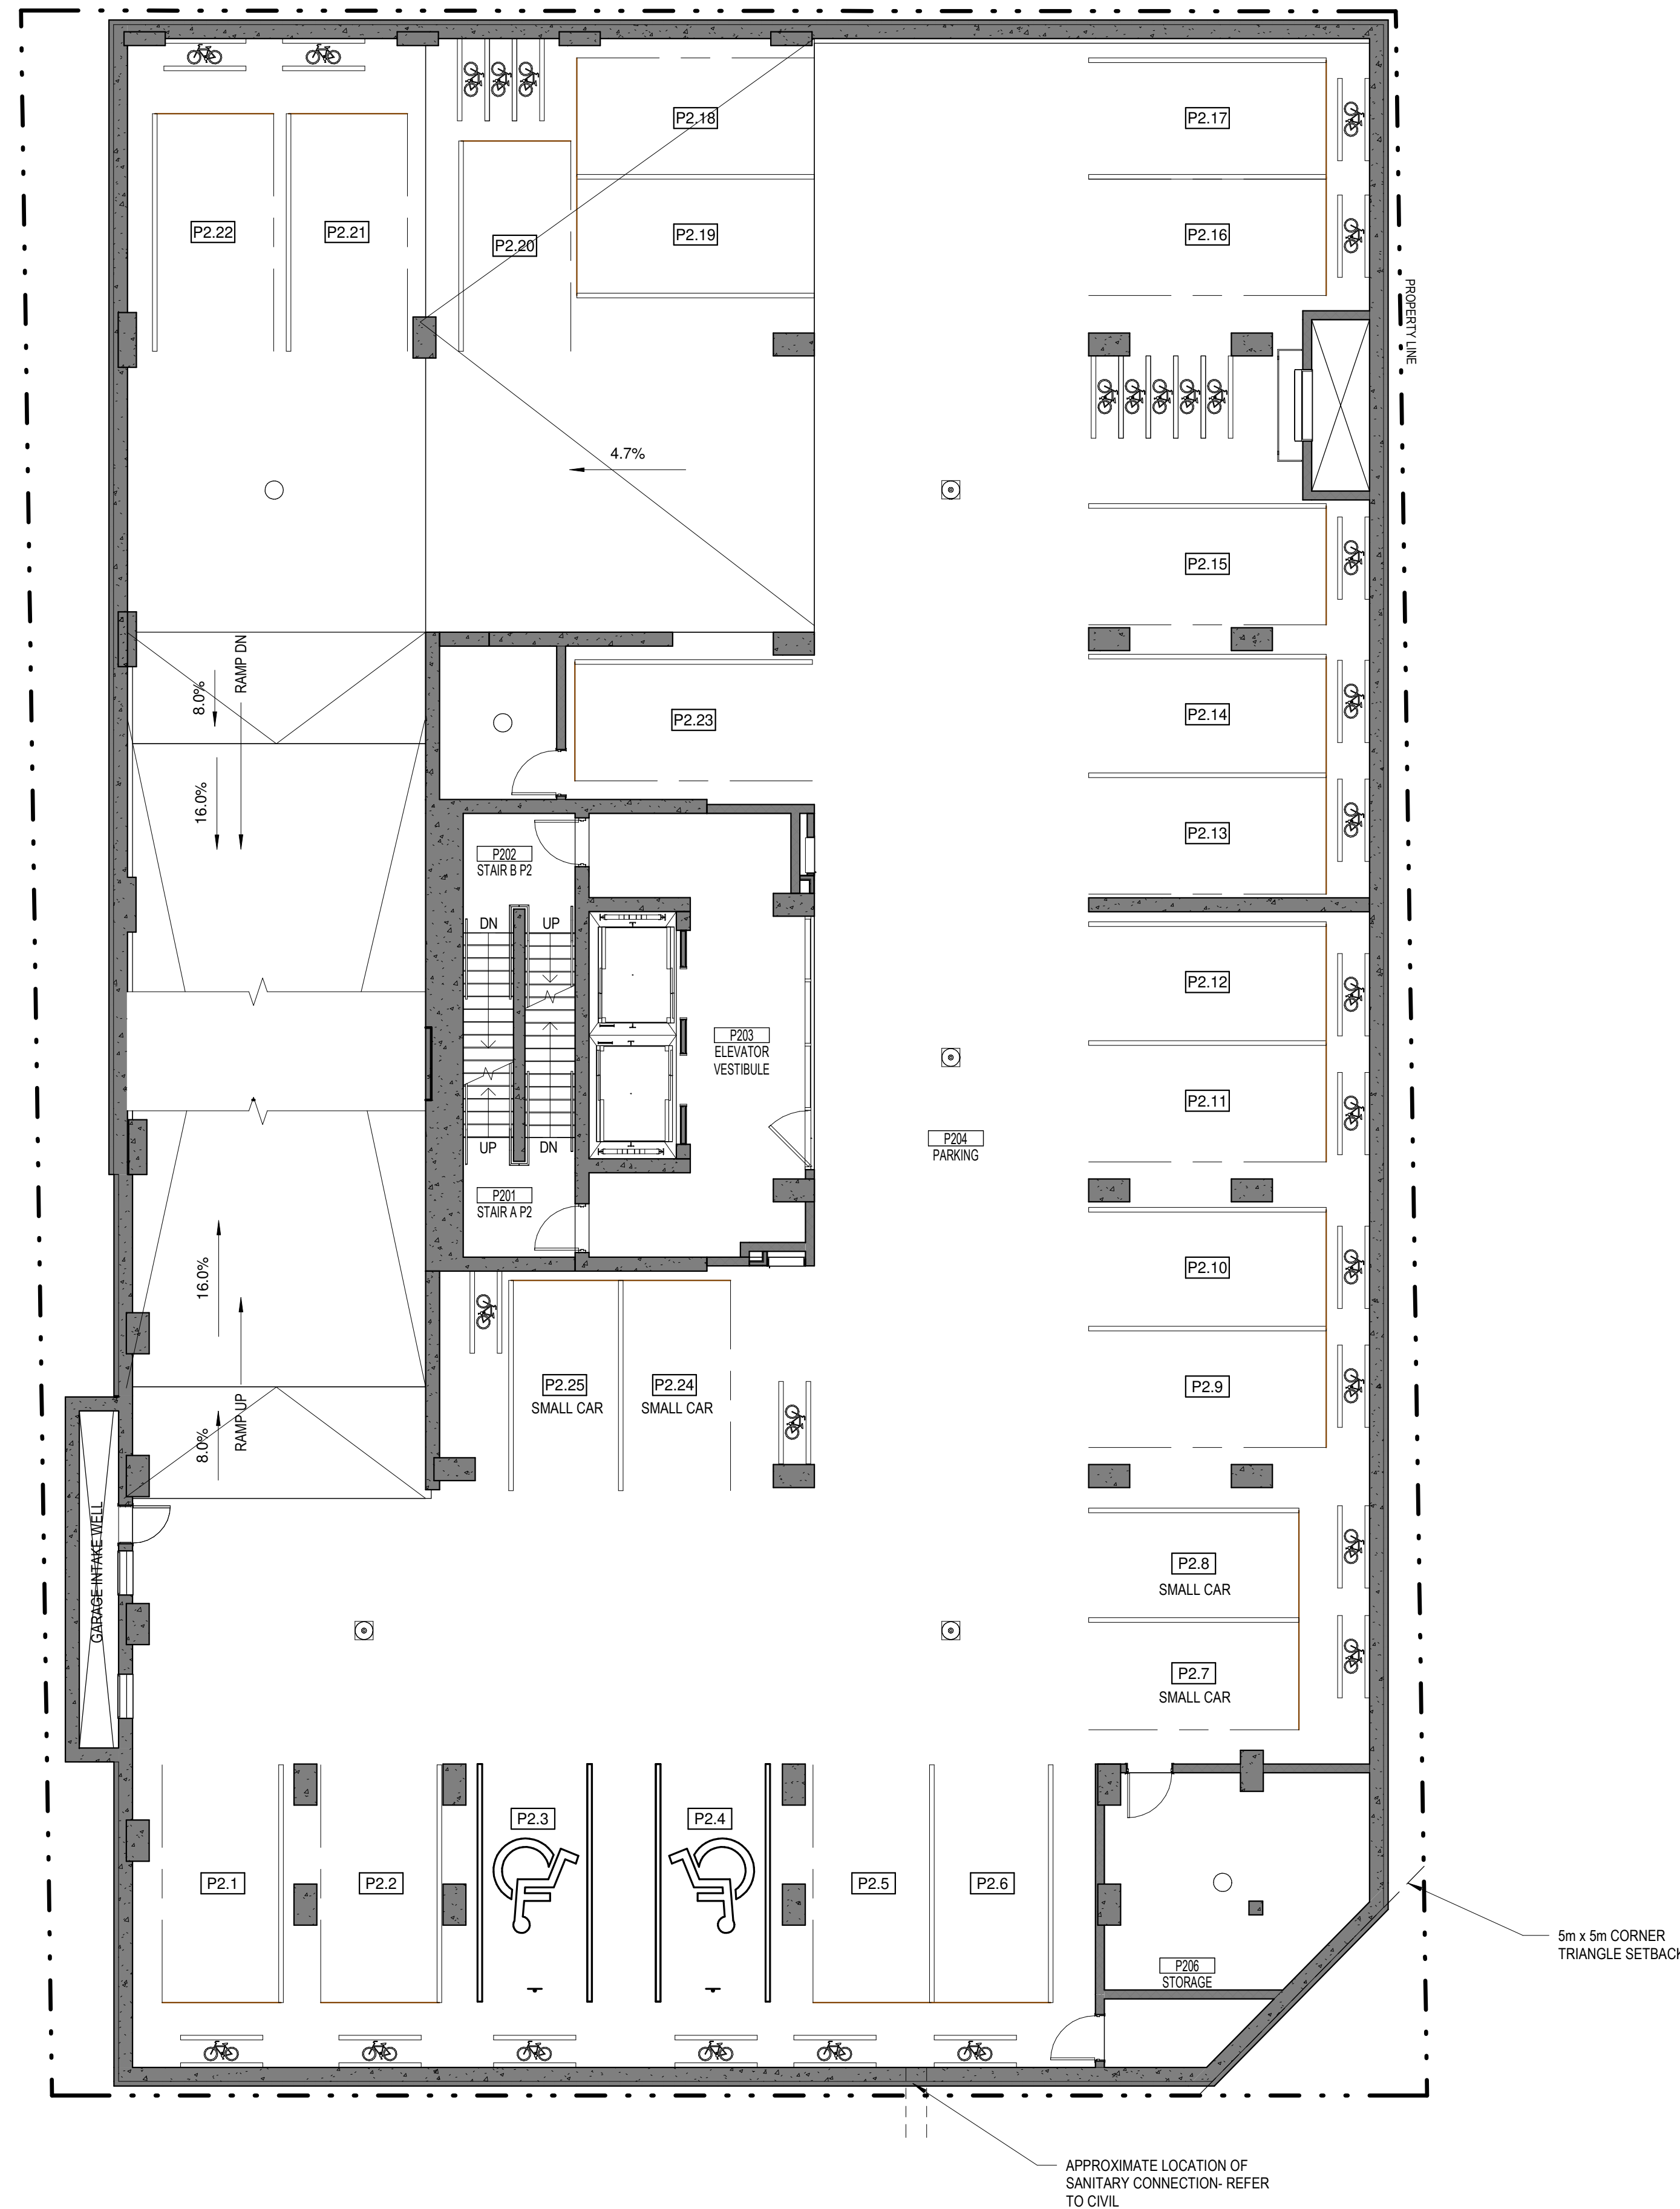 P2.18
P2.17
P2.22
P2.21
P2.20
P2.19
P2.16
PROPERTY LINE
4.7%
P2.15
8.0%
RAMP DN
P2.23
P2.14
16.0%
P2.13
P202
STAIR B P2
DN
UP
P2.12
P203
ELEVATOR
VESTIBULE
P2.11
UP
DN
P204
PARKING
P201
STAIR A P2
16.0%
P2.10
P2.25
SMALL CAR
P2.24
SMALL CAR
P2.9
8.0%
RAMP UP
GARAGE INTAKE WELL
P2.8
SMALL CAR
P2.7
SMALL CAR
P2.3
P2.4
P2.1
P2.2
P2.5
P2.6
5m x 5m CORNER
TRIANGLE SETBACK
P206
STORAGE
APPROXIMATE LOCATION OF
SANITARY CONNECTION- REFER
TO CIVIL